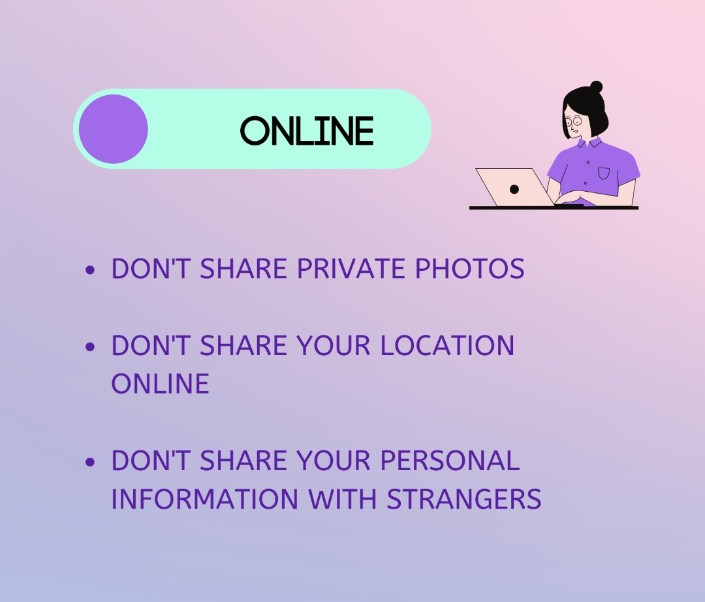 ONLINE
• DON'T SHARE PRIVATE PHOTOS
• DON'T SHARE YOUR LOCATION
ONLINE
• DON'T SHARE YOUR PERSONAL
INFORMATION WITH STRANGERS